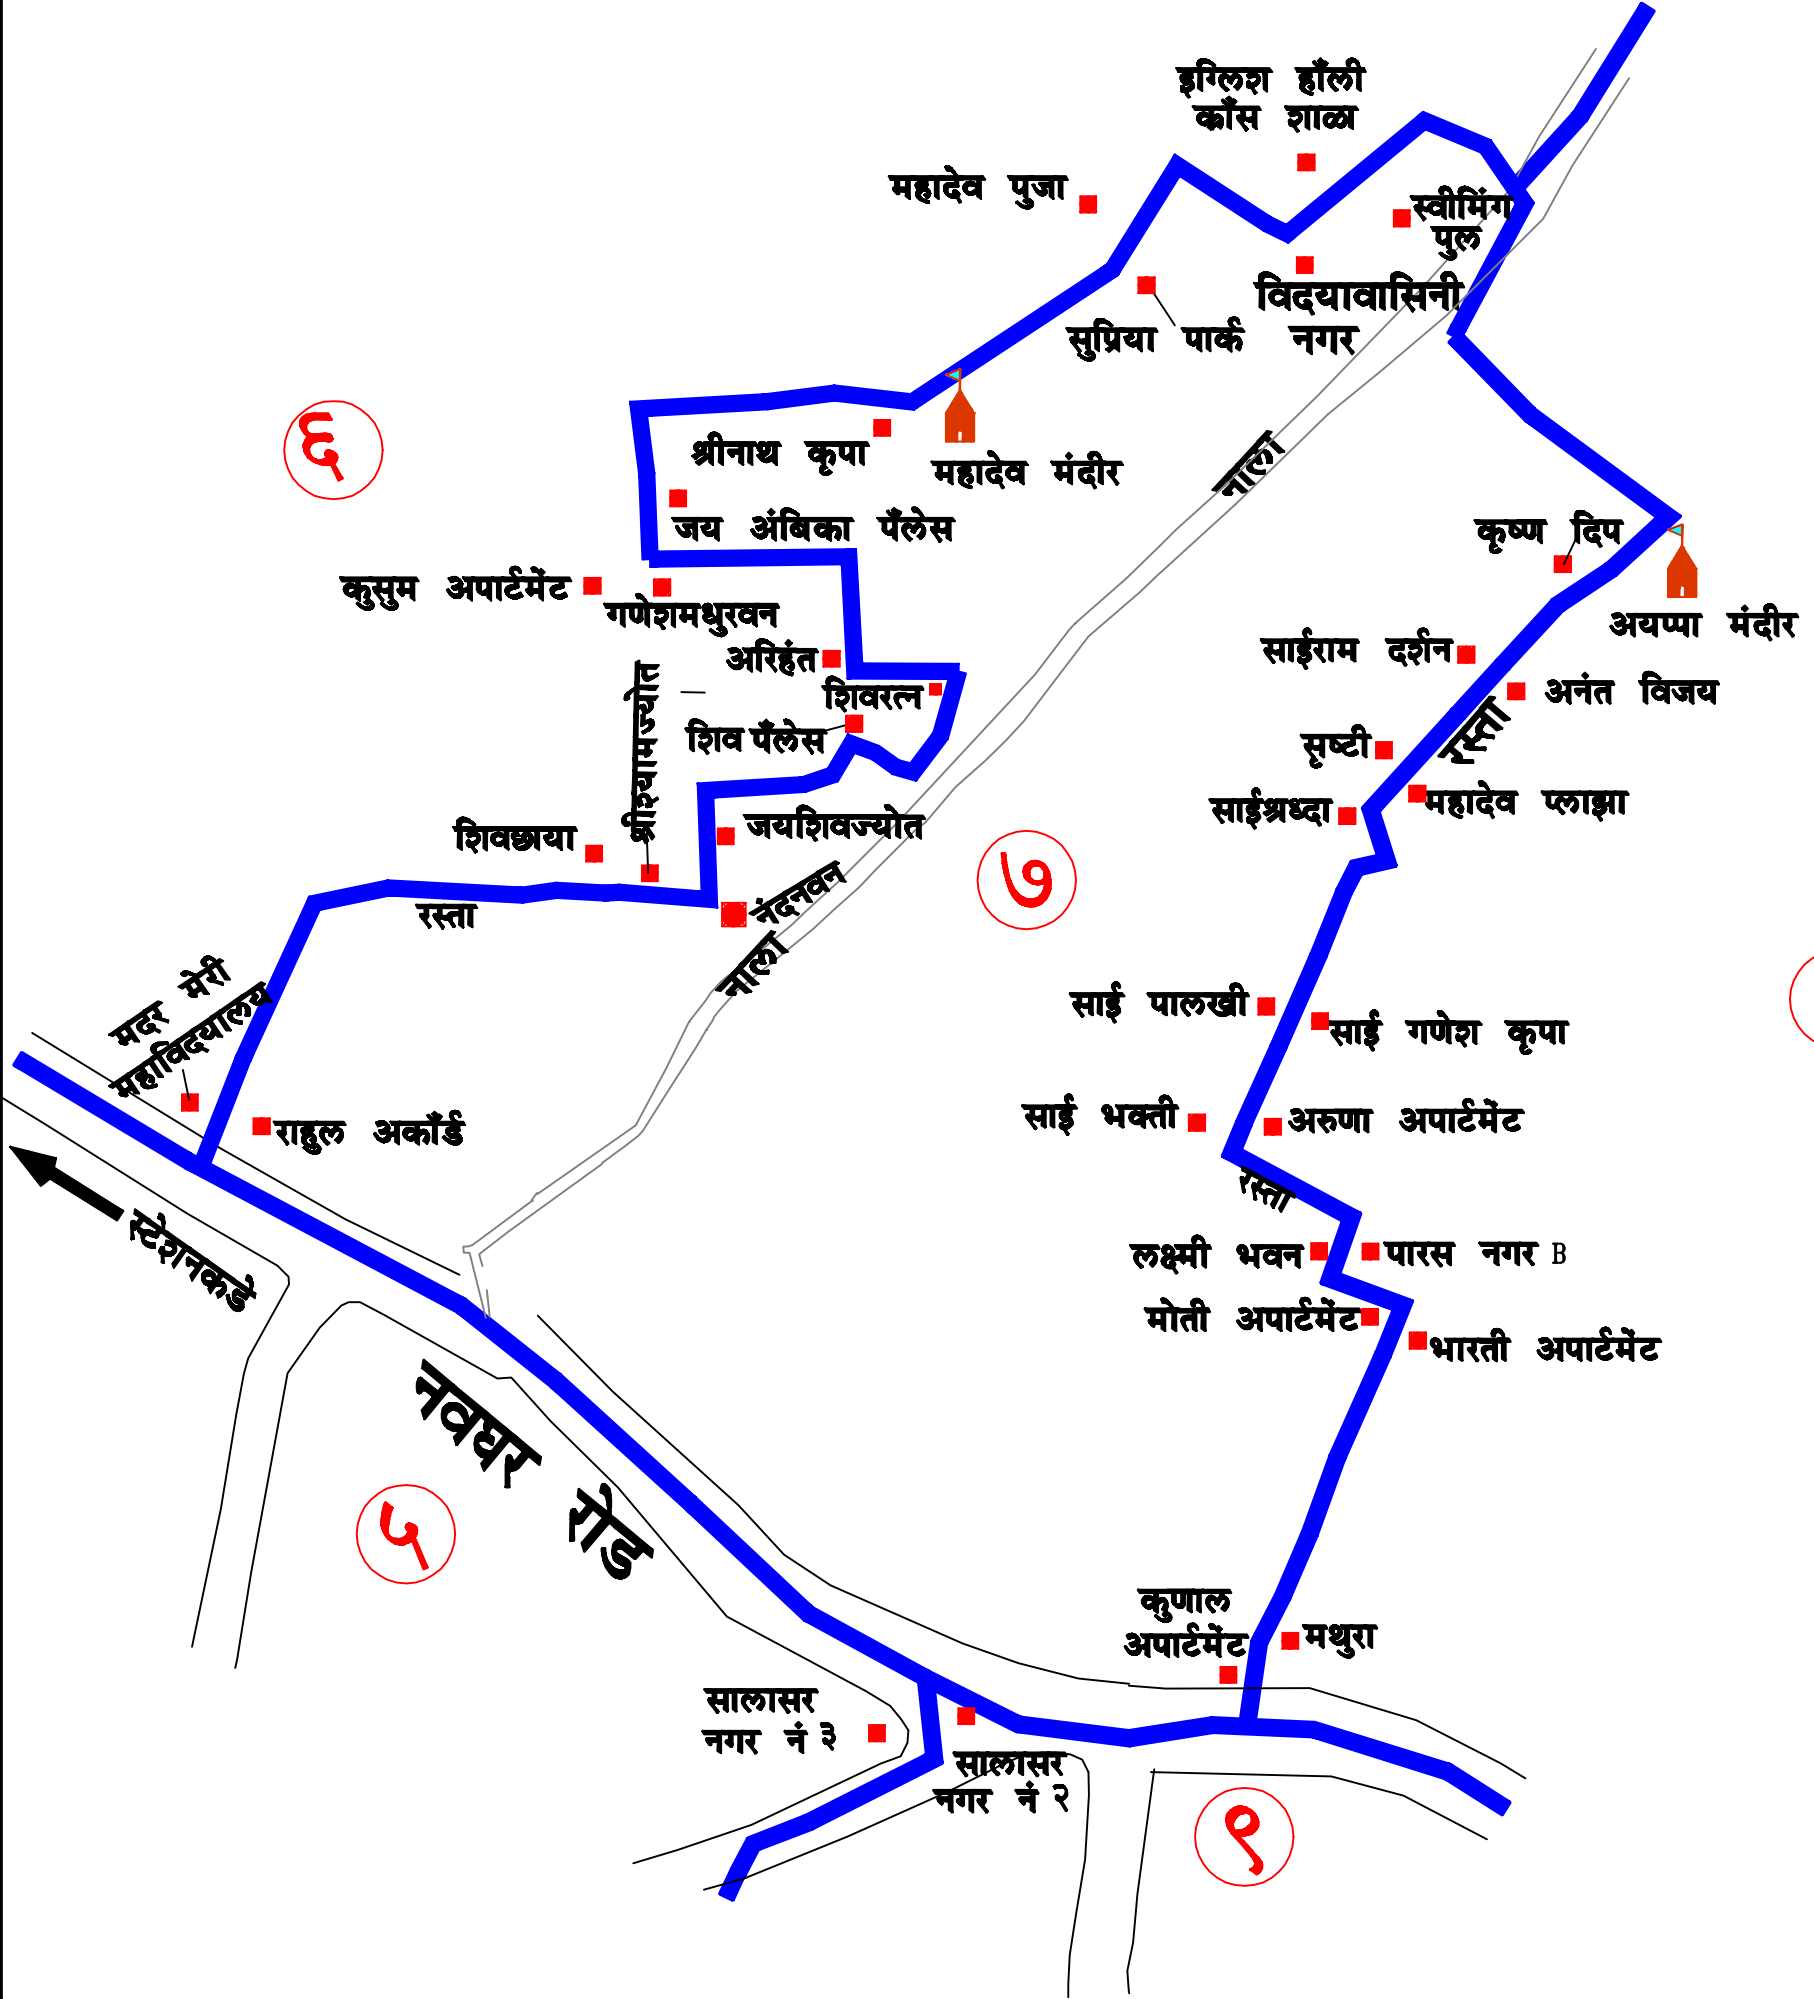 इग्लिश हाँली
क्राँस शाळा
महादेव पुजा
स्वीमिंग
पुल
विदयावासिनी
नगर
सुप्रिया पार्क
श्रीनाथ कृपा
महादेव मंदीर
६
नाला
जय अंबिका पँलेस
कृष्ण दिप
कुसुम अपार्टमेंट
गणेशमधुरवन
अयप्पा मंदीर
अरिहंत
साईराम दर्शन
शिवरत्न
अनंत विजय
श्रीश्यामज्योत
शिव पँलेस
रस्ता
सृष्टी
महादेव प्लाझा
साईश्रध्दा
जयशिवज्योत
शिवछाया
७
नंदनवन
रस्ता
नाला
मदर मेरी
महाविदयालय
साई पालखी
साई गणेश कृपा
साई भक्ती
अरुणा अपार्टमेंट
राहुल अकाँर्ड
रस्ता
स्टेशनकडे
लक्ष्मी भवन
पारस नगर B
मोती अपार्टमेंट
भारती अपार्टमेंट
नवघर रोड
५
कुणाल
अपार्टमेंट
मथुरा
सालासर
नगर नं ३
सालासर
नगर नं २
९